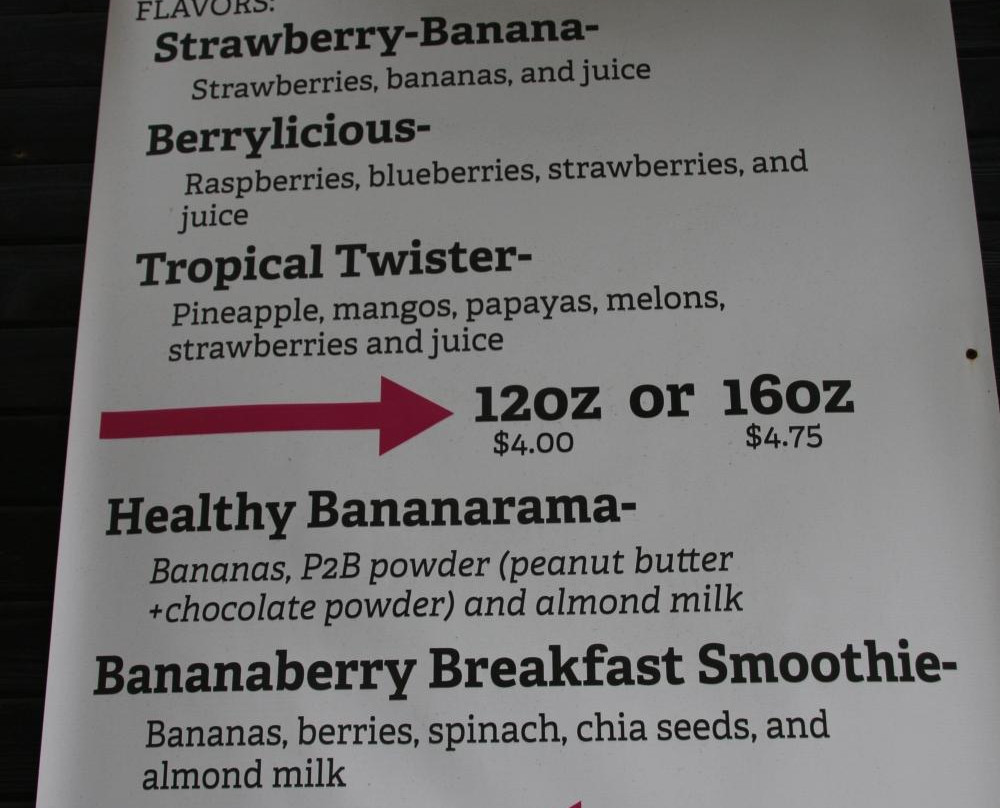 FLAVORS:
Strawberry-Banana-
Strawberries, bananas, and juice
Berrylicious-
Raspberries, blueberries, strawberries, and
juice
Tropical Twister-
Pineapple, mangos, papayas, melons,
strawberries and juice
12oz or 16oz
$4.00 $4.75
Healthy Bananarama-
Bananas, P2B powder (peanut butter
+chocolate powder) and almond milk
Bananaberry Breakfast Smoothie-
Bananas, berries, spinach, chia seeds, and
almond milk